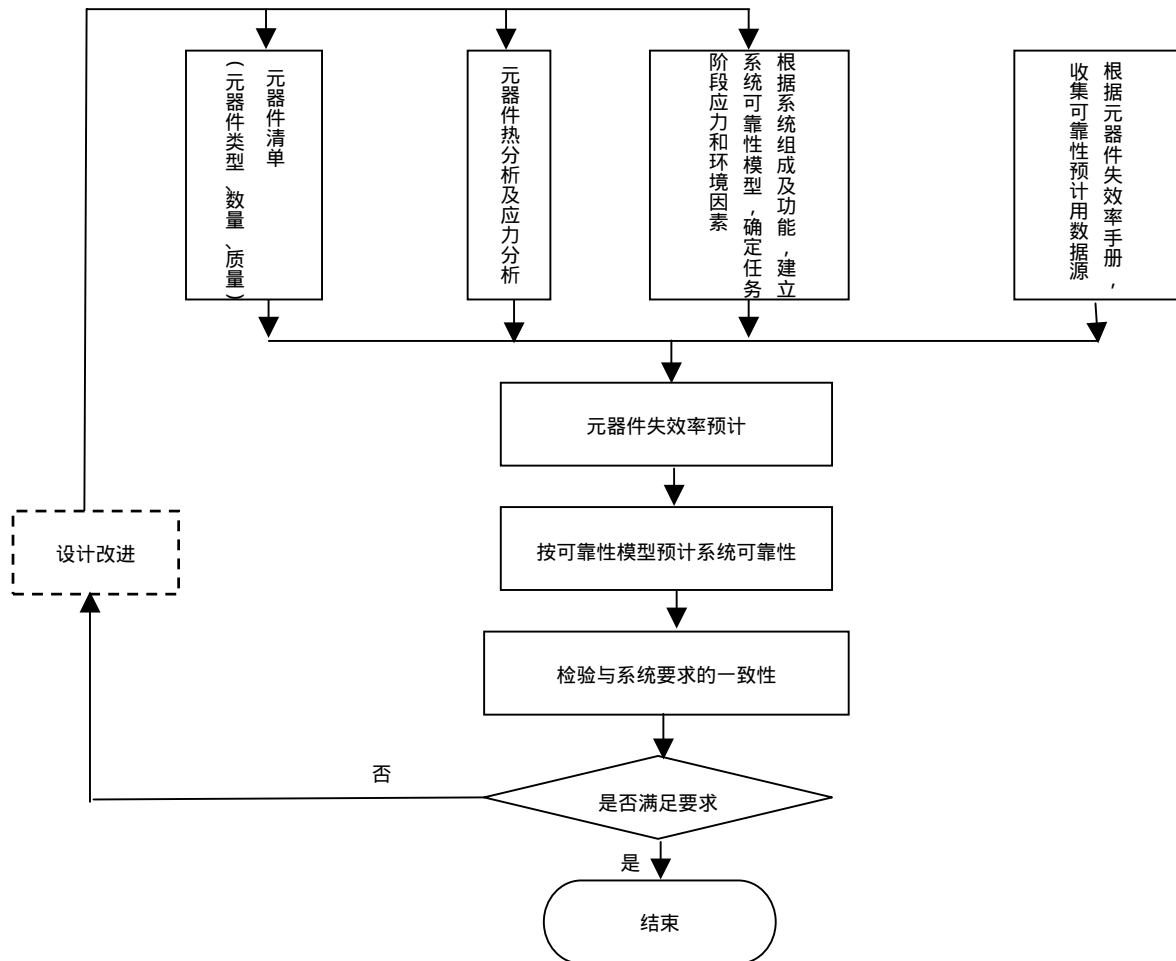 元器件清单
（元器件类型、数量、质量）
元器件热分析及应力分析
根据系统组成及功能，建立
系统可靠性模型，确定任务
阶段应力和环境因素
根据元器件失效率手册，
收集可靠性预计用数据源
元器件失效率预计
设计改进
按可靠性模型预计系统可靠性
检验与系统要求的一致性
否
是否满足要求
是
结束